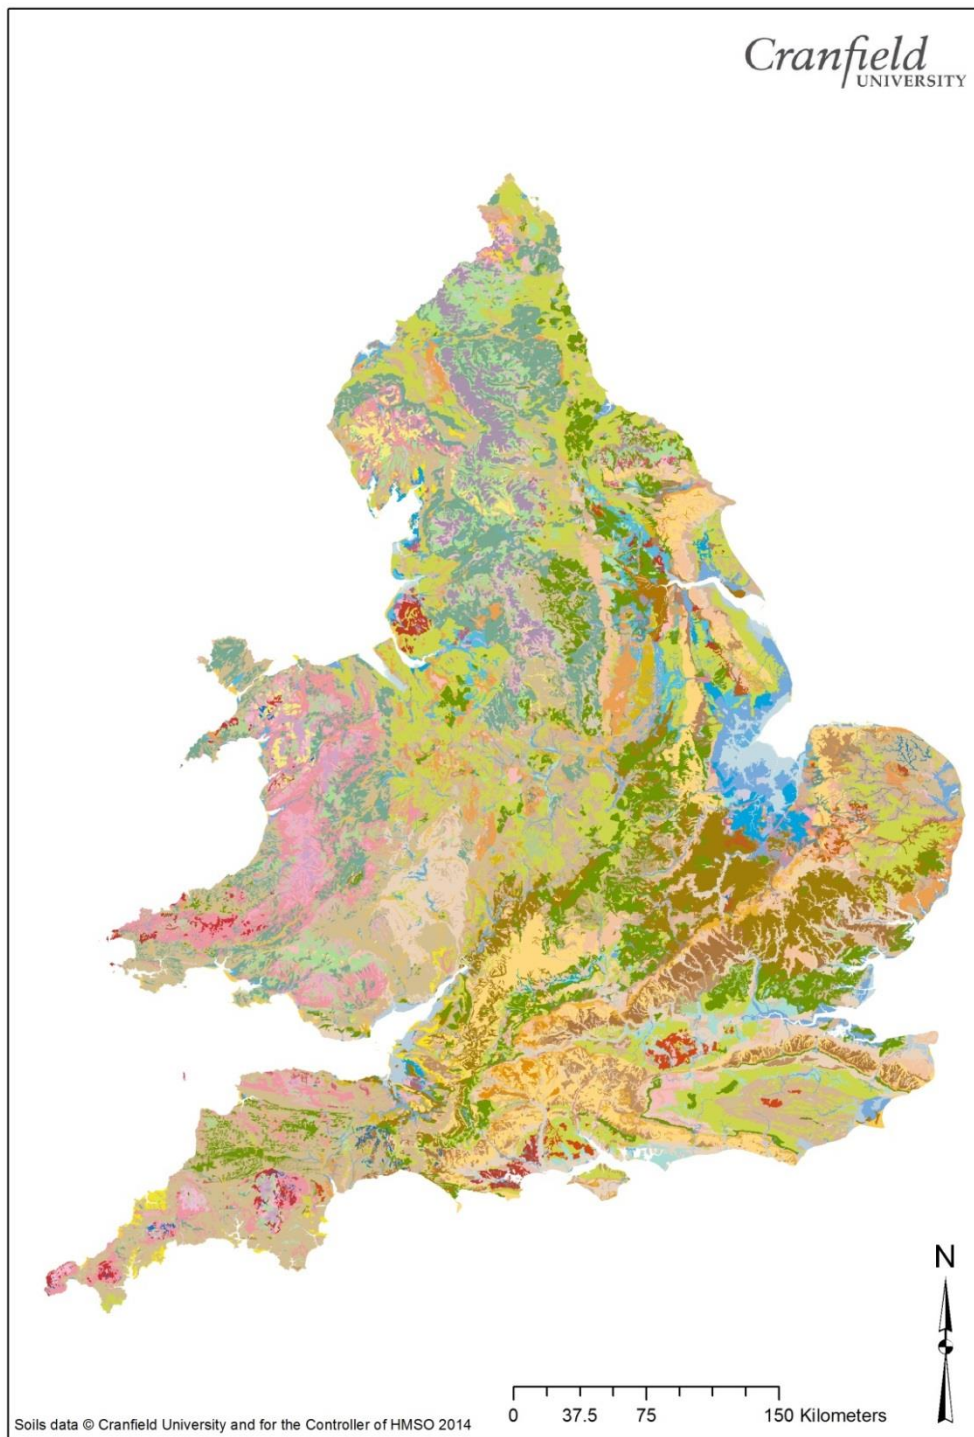 Cranfield
UNIVERSITY
N
0 37.5 75 150 Kilometers
Soils data © Cranfield University and for the Controller of HMSO 2014